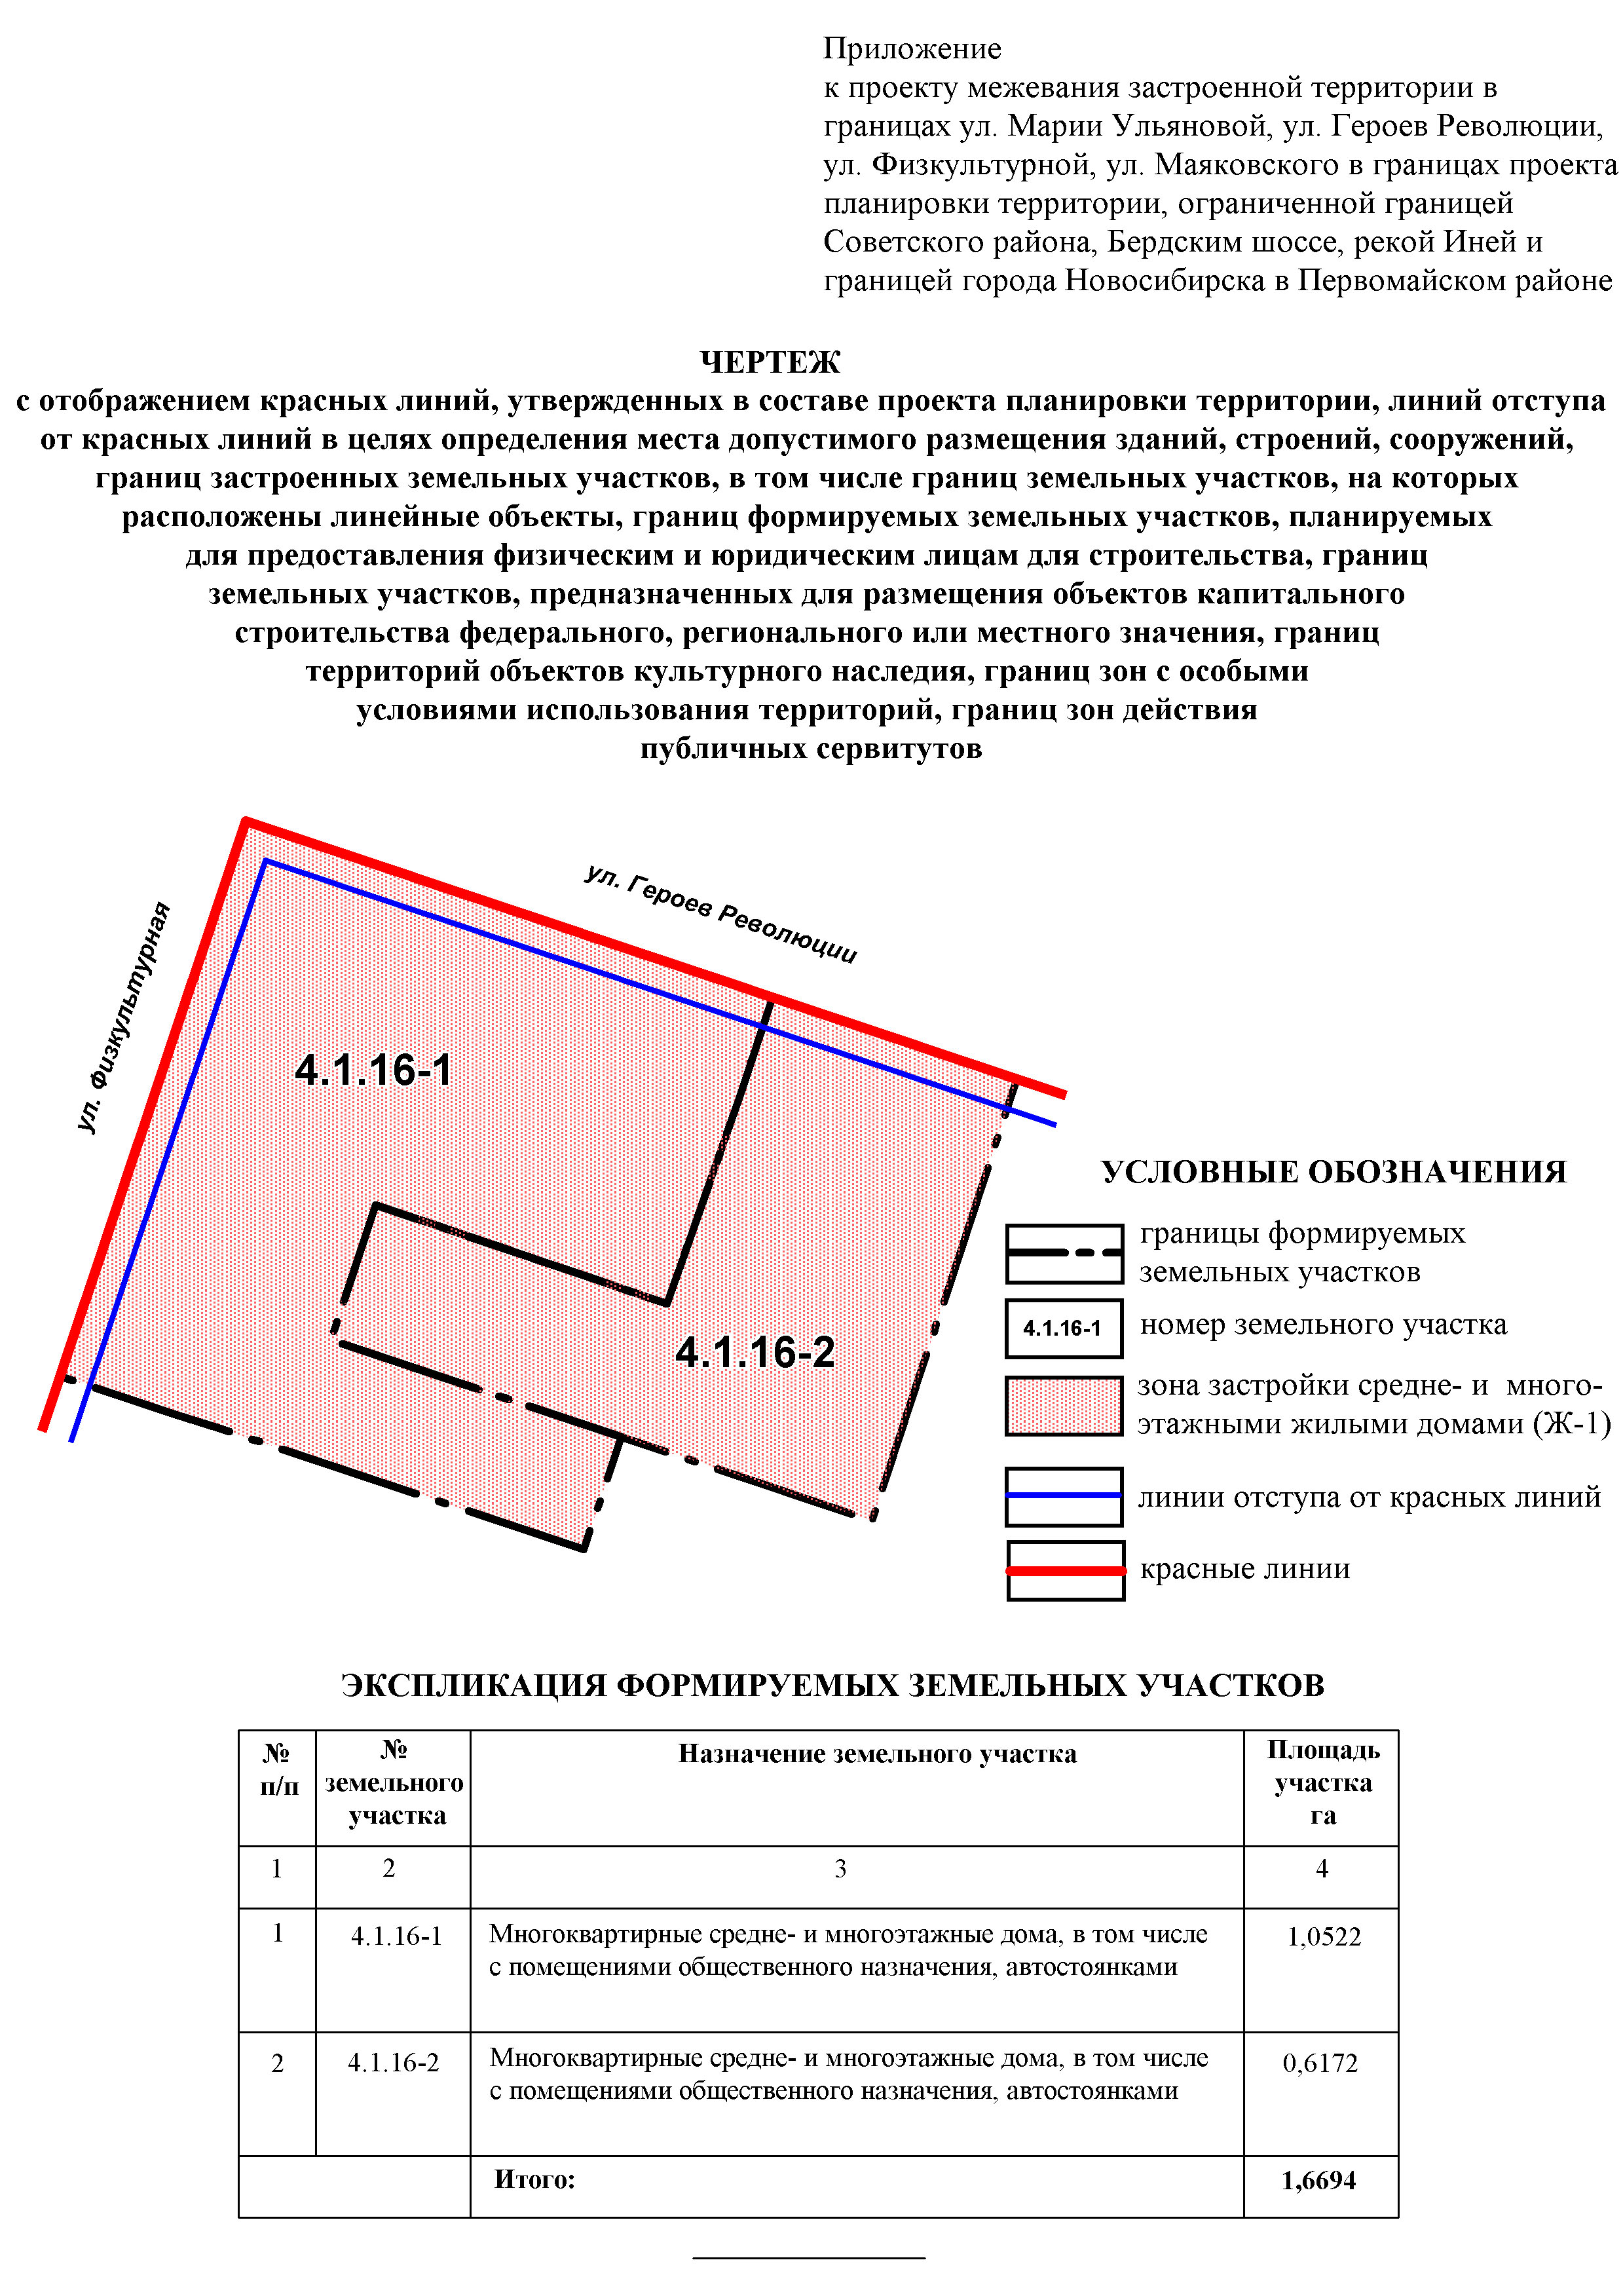 Приложение
к проекту межевания застроенной территории в
границах ул. Марии Ульяновой, ул. Героев Революции,
ул. Физкультурной, ул. Маяковского в границах проекта
планировки территории, ограниченной границей
Советского района, Бердским шоссе, рекой Иней и
границей города Новосибирска в Первомайском районе
ЧЕРТЕЖ
с отображением красных линий, утвержденных в составе проекта планировки территории, линий отступа
от красных линий в целях определения места допустимого размещения зданий, строений, сооружений,
границ застроенных земельных участков, в том числе границ земельных участков, на которых
расположены линейные объекты, границ формируемых земельных участков, планируемых
для предоставления физическим и юридическим лицам для строительства, границ
земельных участков, предназначенных для размещения объектов капитального
строительства федерального, регионального или местного значения, границ
территорий объектов культурного наследия, границ зон с особыми
условиями использования территорий, границ зон действия
публичных сервитутов
ул. Героев Революции
ул. Физкультурная
4.1.16-1
4.1.16-2
УСЛОВНЫЕ ОБОЗНАЧЕНИЯ
границы формируемых
земельных участков
4.1.16-1 номер земельного участка
зона застройки средне- и много-
этажными жилыми домами (Ж-1)
линии отступа от красных линий
красные линии
ЭКСПЛИКАЦИЯ ФОРМИРУЕМЫХ ЗЕМЕЛЬНЫХ УЧАСТКОВ
№ п/п
№ земельного участка
Назначение земельного участка
Площадь участка га
1 2 3 4
1 4.1.16-1 Многоквартирные средне- и многоэтажные дома, в том числе 1,0522
с помещениями общественного назначения, автостоянками
2 4.1.16-2 Многоквартирные средне- и многоэтажные дома, в том числе 0,6172
с помещениями общественного назначения, автостоянками
Итого: 1,6694